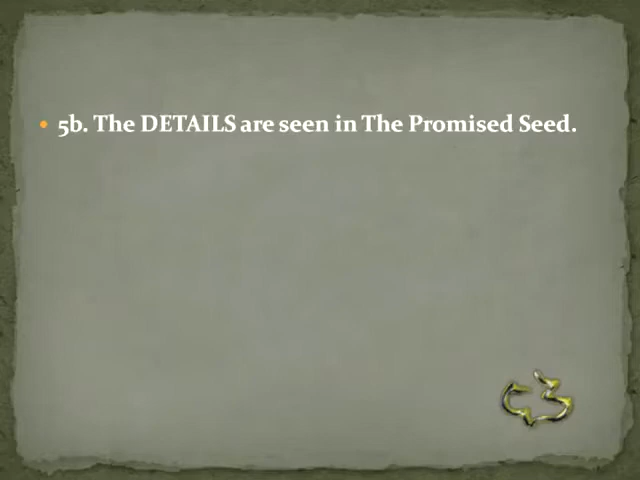 • 5b. The DETAILS are seen in The Promised Seed.